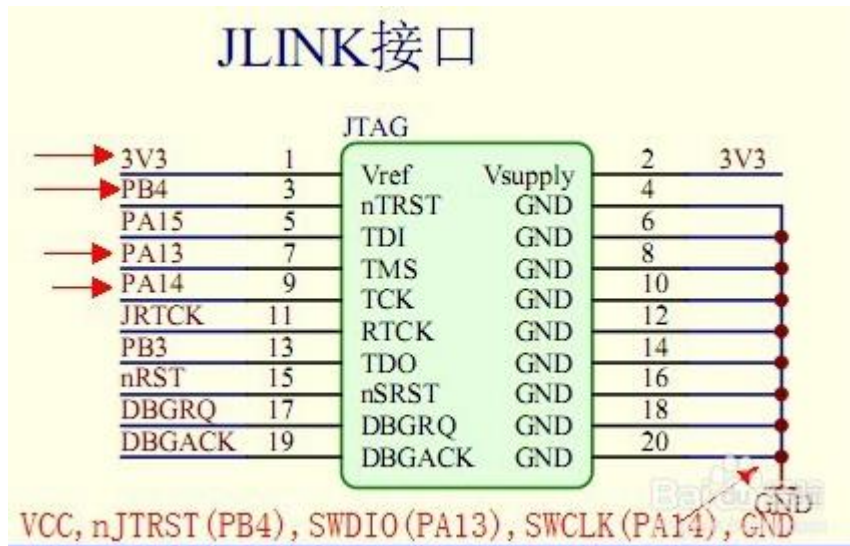 JLINK接口
JTAG
3V3 1 Vref Vsupply 2 3V3
PB4 3 nTRST GND 4
PA15 5 TDI GND 6
PA13 7 TMS GND 8
PA14 9 TCK GND 10
JRTCK 11 RTCK GND 12
PB3 13 TDO GND 14
nRST 15 nSRST GND 16
DBGRQ 17 DBGRQ GND 18
DBGACK 19 DBGACK GND 20
GND
VCC, nJTRST(PB4), SWDIO(PA13), SWCLK(PA14), GND